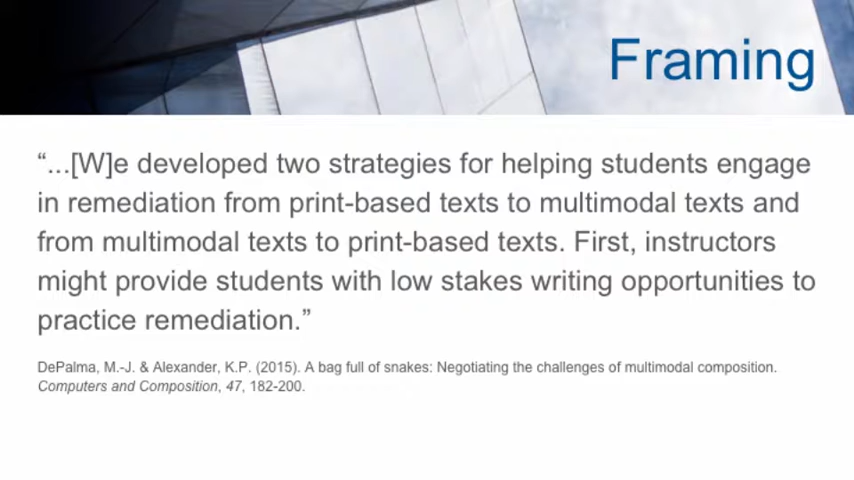 Framing
“...[W]e developed two strategies for helping students engage
in remediation from print-based texts to multimodal texts and
from multimodal texts to print-based texts. First, instructors
might provide students with low stakes writing opportunities to
practice remediation.”
DePalma, M.-J. & Alexander, K.P. (2015). A bag full of snakes: Negotiating the challenges of multimodal composition.
Computers and Composition, 47, 182-200.